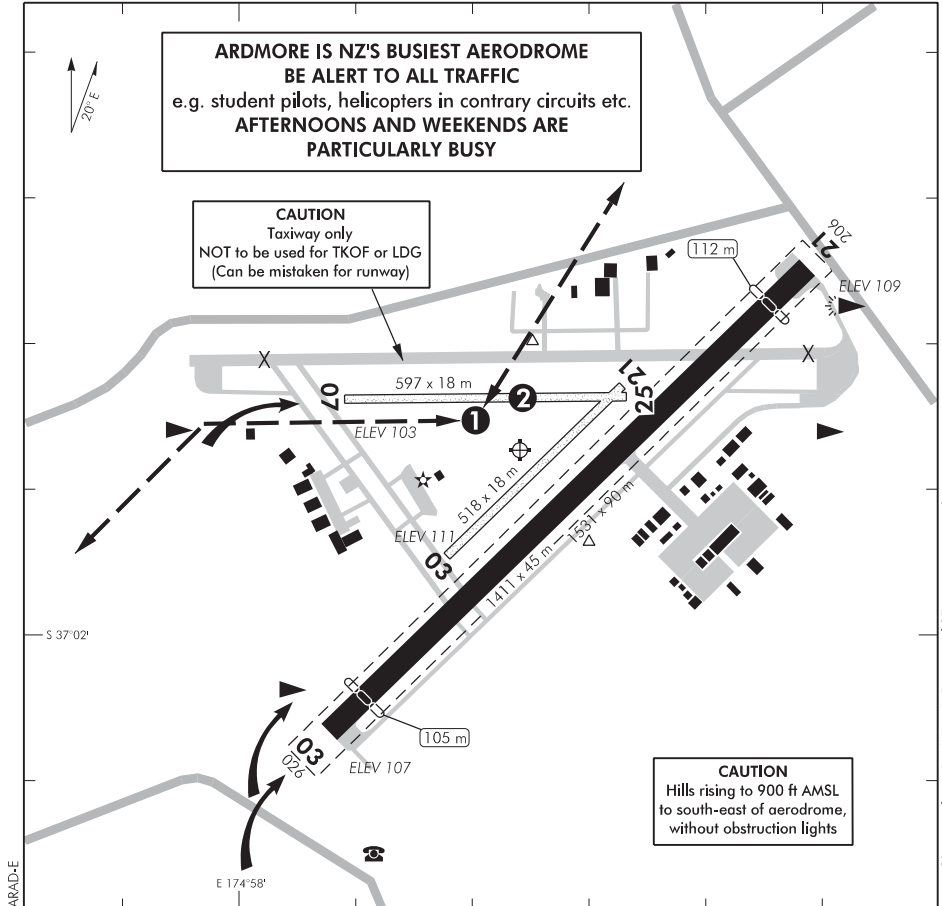 ARDMORE IS NZ'S BUSIEST AERODROME
BE ALERT TO ALL TRAFFIC
e.g. student pilots, helicopters in contrary circuits etc.
AFTERNOONS AND WEEKENDS ARE
PARTICULARLY BUSY
20° E
CAUTION
Taxiway only
NOT to be used for TKOF or LDG
(Can be mistaken for runway)
112 m
21
206
ELEV 109
597 x 18 m
07
2
1
21
25
ELEV 103
518 x 18 m
ELEV 111
03
1531 x 90 m
1411 x 45 m
S 37°02'
105 m
03
026
ELEV 107
CAUTION
Hills rising to 900 ft AMSL
to south-east of aerodrome,
without obstruction lights
E 174°58'
ARAD-E